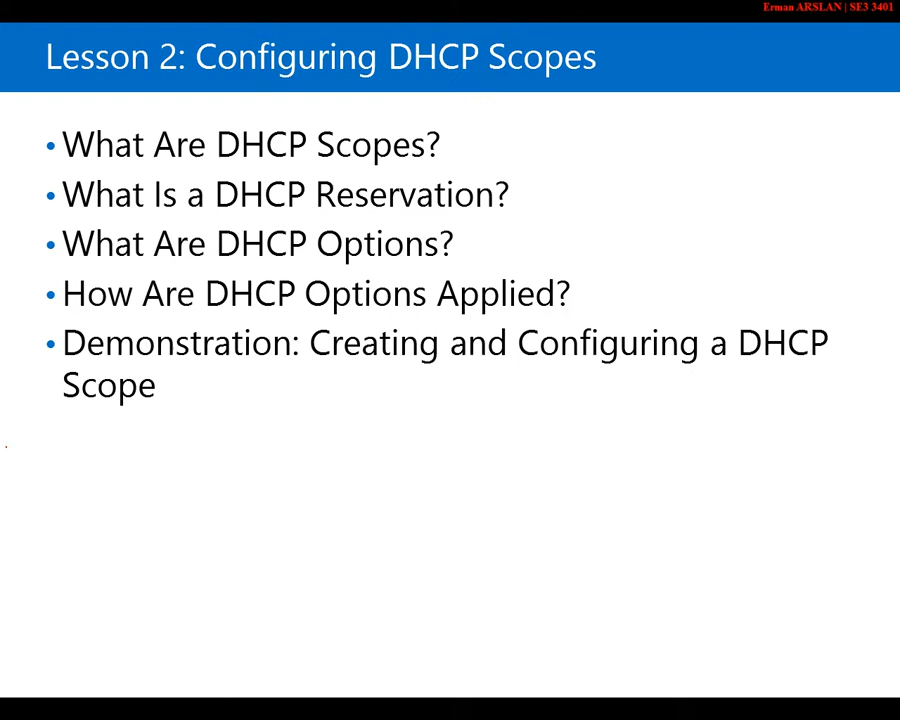 Erman ARSLAN | SE3 3401
Lesson 2: Configuring DHCP Scopes
• What Are DHCP Scopes?
• What Is a DHCP Reservation?
• What Are DHCP Options?
• How Are DHCP Options Applied?
• Demonstration: Creating and Configuring a DHCP
Scope